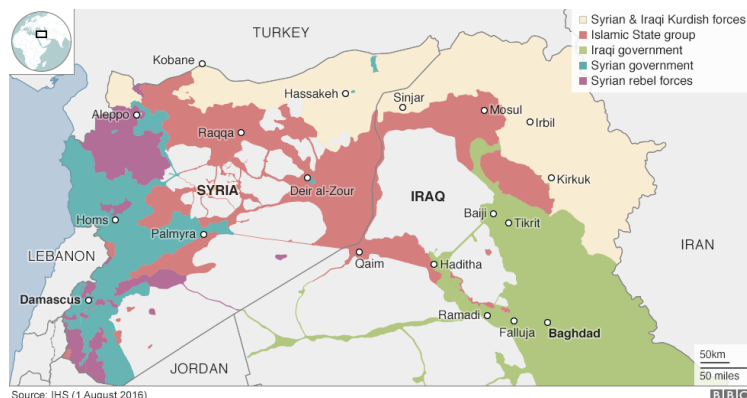 TURKEY
Syrian & Iraqi Kurdish forces
Islamic State group
Iraqi government
Syrian government
Syrian rebel forces
Kobane
Hassakeh
Sinjar
Mosul
Aleppo
Irbil
Raqqa
SYRIA
Deir al-Zour
IRAQ
Kirkuk
Homs
Baiji
Tikrit
Palmyra
LEBANON
IRAN
Qaim
Haditha
Damascus
Ramadi
Falluja
Baghdad
JORDAN
50km
50 miles
Source: IHS (1 August 2016)
BBC